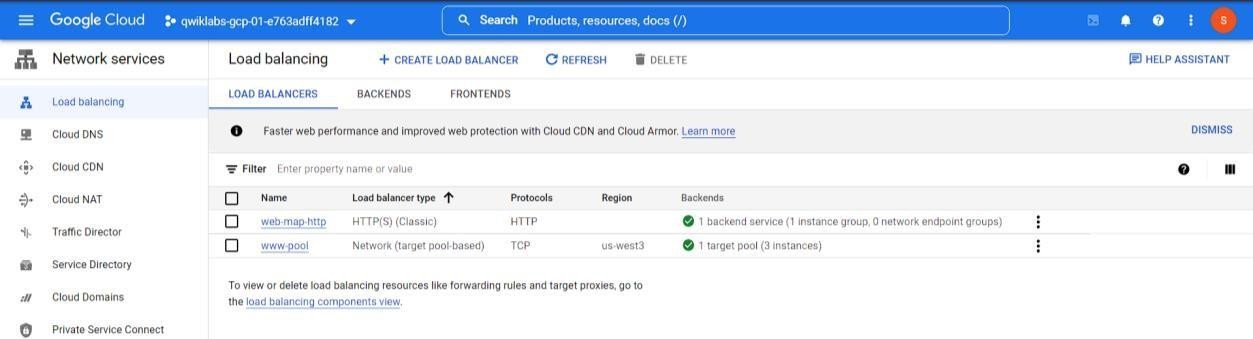 Google Cloud qwiklabs-gcp-01-e763adff4182 Search Products, resources, docs (/) S
Network services
Load balancing CREATE LOAD BALANCER REFRESH DELETE HELP ASSISTANT
Load balancing
Cloud DNS
Cloud CDN
Cloud NAT
Traffic Director
Service Directory
Cloud Domains
Private Service Connect
LOAD BALANCERS BACKENDS FRONTENDS
Faster web performance and improved web protection with Cloud CDN and Cloud Armor. Learn more DISMISS
Filter Enter property name or value
Name Load balancer type Protocols Region Backends
web-map-http HTTP(S) (Classic) HTTP 1 backend service (1 instance group, 0 network endpoint groups)
www-pool Network (target pool-based) TCP us-west3 1 target pool (3 instances)
To view or delete load balancing resources like forwarding rules and target proxies, go to
the load balancing components view.